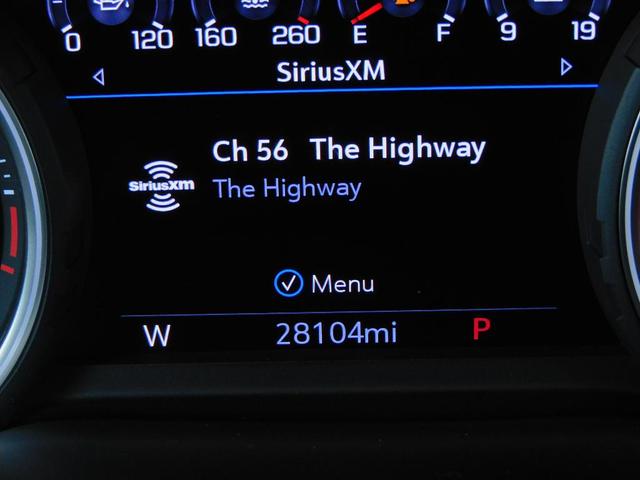 0 120 160 260 E F 9 19
SiriusXM
Ch 56 The Highway
SiriusXm The Highway
Menu
W 28104mi P